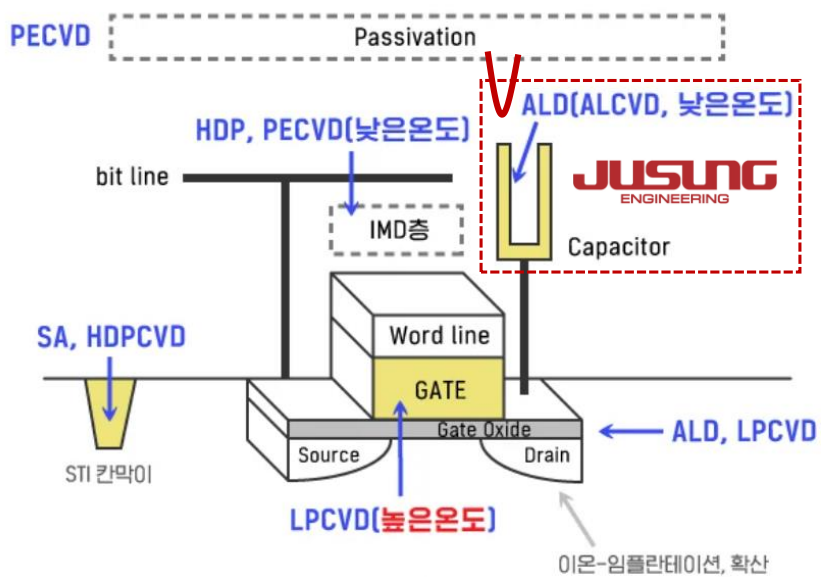 PECVD
Passivation
ALD(ALCVD, 낮은온도)
HDP, PECVD(낮은온도)
bit line
JUSUNG
ENGINEERING
IMD층
Capacitor
SA, HDPCVD
Word line
GATE
Gate Oxide
ALD, LPCVD
Source
Drain
STI 칸막이
LPCVD(높은온도)
이온-임플란테이션, 확산